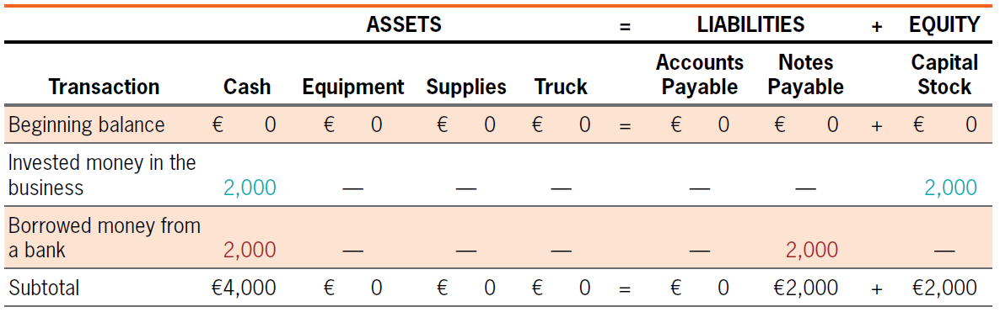 ASSETS = LIABILITIES + EQUITY
Transaction Cash Equipment Supplies Truck Accounts Payable Notes Payable Capital Stock
Beginning balance € 0 € 0 € 0 € 0 = € 0 € 0 + € 0
Invested money in the
business 2,000 — — — — — 2,000
Borrowed money from
a bank 2,000 — — — — 2,000 —
Subtotal €4,000 € 0 € 0 € 0 = € 0 €2,000 + €2,000